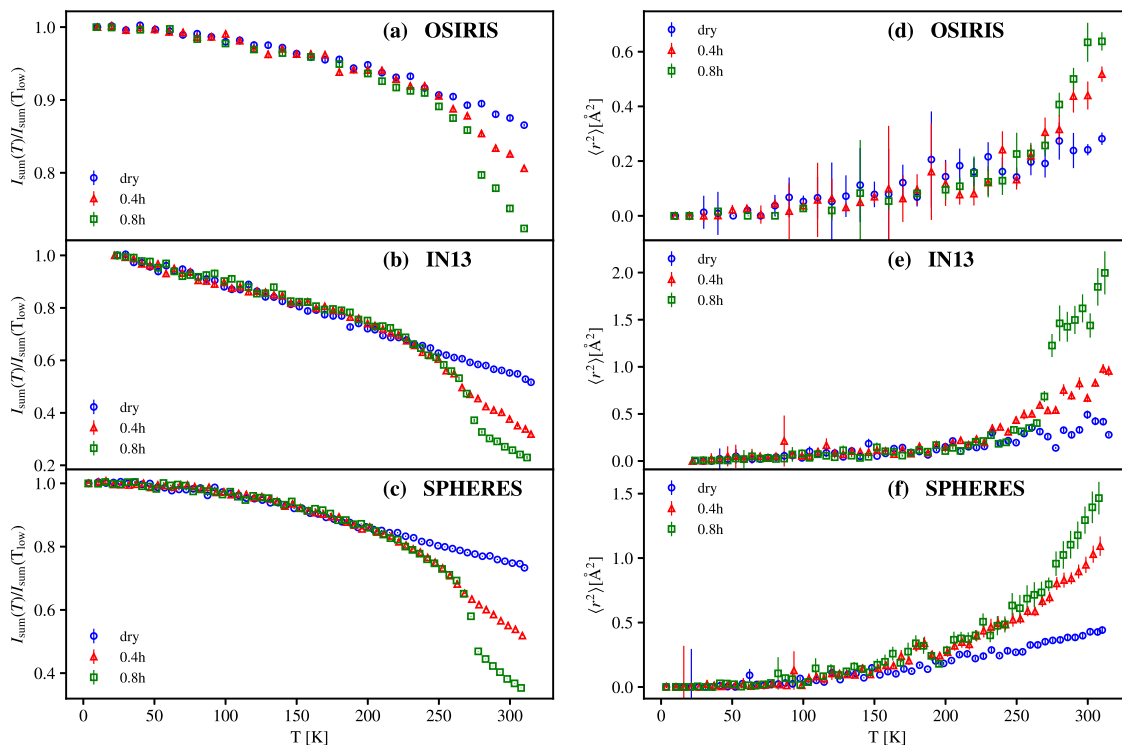 (a) OSIRIS
1.0
0.9
0.8
I_sum(T)/I_sum(T_low)
dry
0.4h
0.8h
(b) IN13
1.0
0.8
0.6
0.4
0.2
I_sum(T)/I_sum(T_low)
dry
0.4h
0.8h
(c) SPHERES
1.0
0.8
0.6
0.4
I_sum(T)/I_sum(T_low)
dry
0.4h
0.8h
0 50 100 150 200 250 300
T [K]
(d) OSIRIS
0.6
0.4
0.2
0.0
⟨r²⟩[Å²]
dry
0.4h
0.8h
(e) IN13
2.0
1.5
1.0
0.5
0.0
⟨r²⟩[Å²]
dry
0.4h
0.8h
(f) SPHERES
1.5
1.0
0.5
0.0
⟨r²⟩[Å²]
dry
0.4h
0.8h
0 50 100 150 200 250 300
T [K]